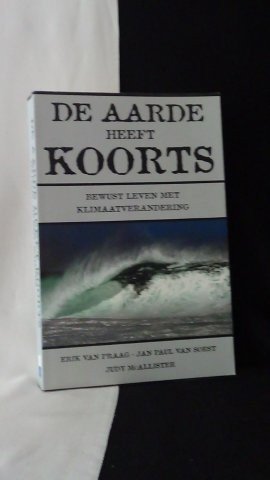 DE AARDE
HEEFT
KOORTS
BEWUST LEVEN MET
KLIMAATVERANDERING
ERIK VAN PRAAG - JAN PAUL VAN SOEST
JUDY McALLISTER